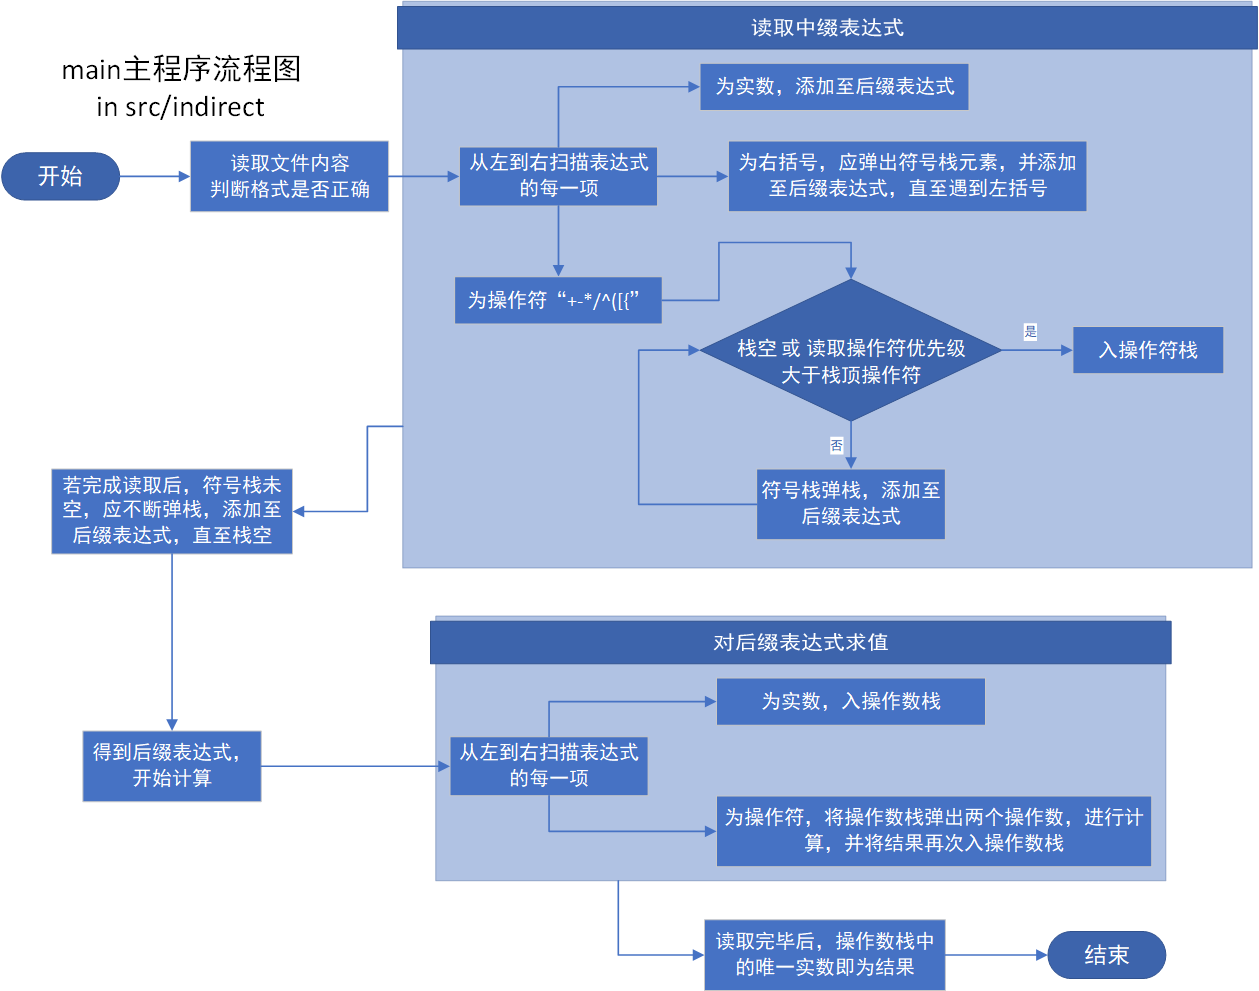 main主程序流程图
in src/indirect
开始
读取文件内容
判断格式是否正确
读取中缀表达式
为实数，添加至后缀表达式
从左到右扫描表达式
的每一项
为右括号，应弹出符号栈元素，并添加
至后缀表达式，直至遇到左括号
为操作符“+-*/^([{”
栈空 或 读取操作符优先级
大于栈顶操作符
是
入操作符栈
否
符号栈弹栈，添加至
后缀表达式
若完成读取后，符号栈未
空，应不断弹栈，添加至
后缀表达式，直至栈空
得到后缀表达式，
开始计算
对后缀表达式求值
为实数，入操作数栈
从左到右扫描表达式
的每一项
为操作符，将操作数栈弹出两个操作数，进行计
算，并将结果再次入操作数栈
读取完毕后，操作数栈中
的唯一实数即为结果
结束